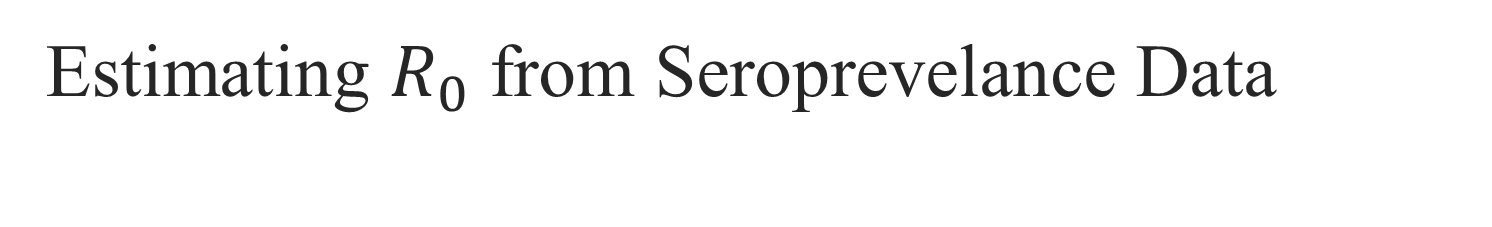 Estimating R₀ from Seroprevelance Data